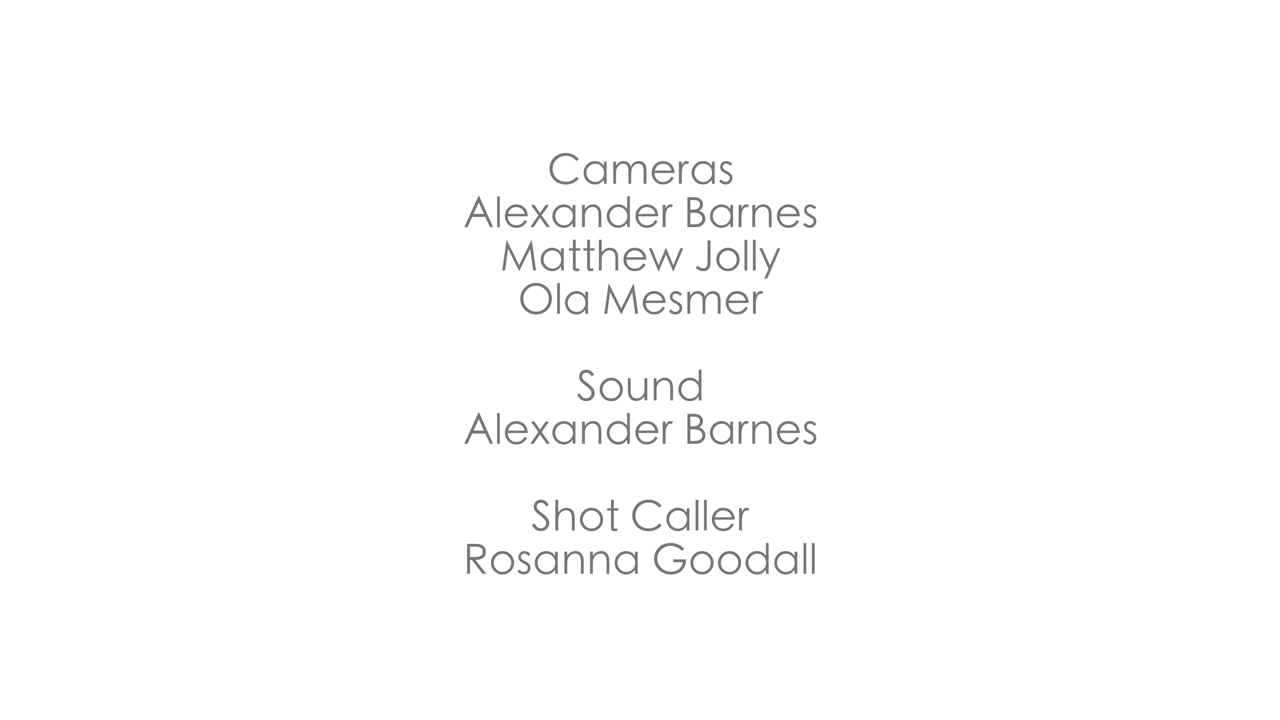 Cameras
Alexander Barnes
Matthew Jolly
Ola Mesmer
Sound
Alexander Barnes
Shot Caller
Rosanna Goodall